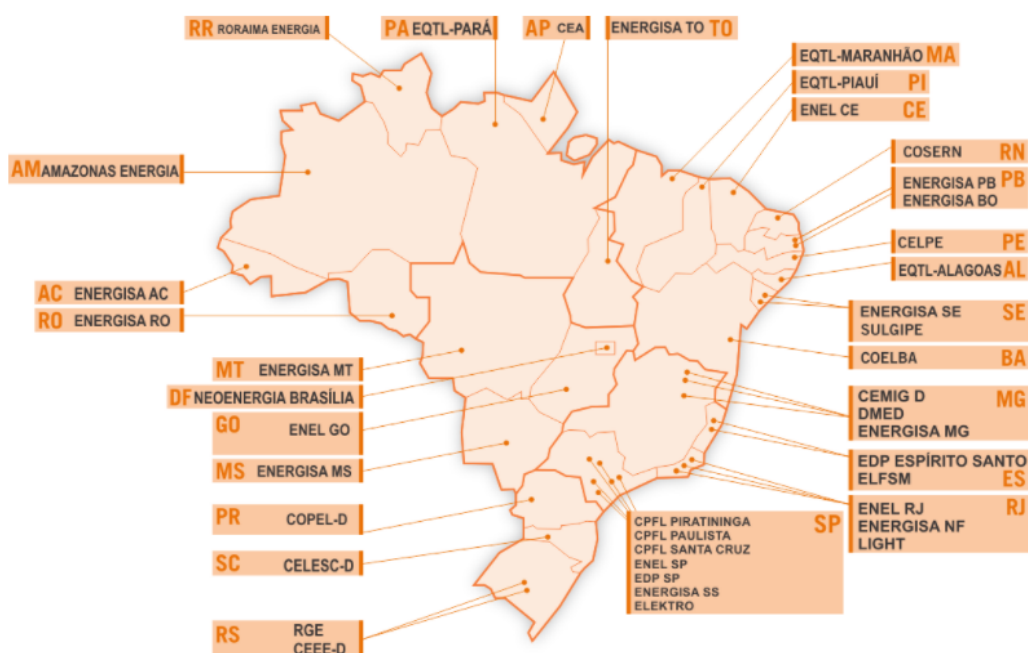 RR RORAIMA ENERGIA
PA EQTL-PARÁ
AP CEA
ENERGISA TO TO
EQTL-MARANHÃO MA
EQTL-PIAUÍ PI
ENEL CE CE
COSERN RN
ENERGISA PB PB
ENERGISA BO
CELPE PE
EQTL-ALAGOAS AL
ENERGISA SE SE
SULGIPE
COELBA BA
CEMIG D MG
DMED
ENERGISA MG
EDP ESPÍRITO SANTO
ELFSM ES
ENEL RJ RJ
ENERGISA NF
LIGHT
AM AMAZONAS ENERGIA
AC ENERGISA AC
RO ENERGISA RO
MT ENERGISA MT
DF NEOENERGIA BRASÍLIA
GO
ENEL GO
MS ENERGISA MS
PR COPEL-D
SC CELESC-D
RS RGE
CEEE-D
CPFL PIRATININGA SP
CPFL PAULISTA
CPFL SANTA CRUZ
ENEL SP
EDP SP
ENERGISA SS
ELEKTRO